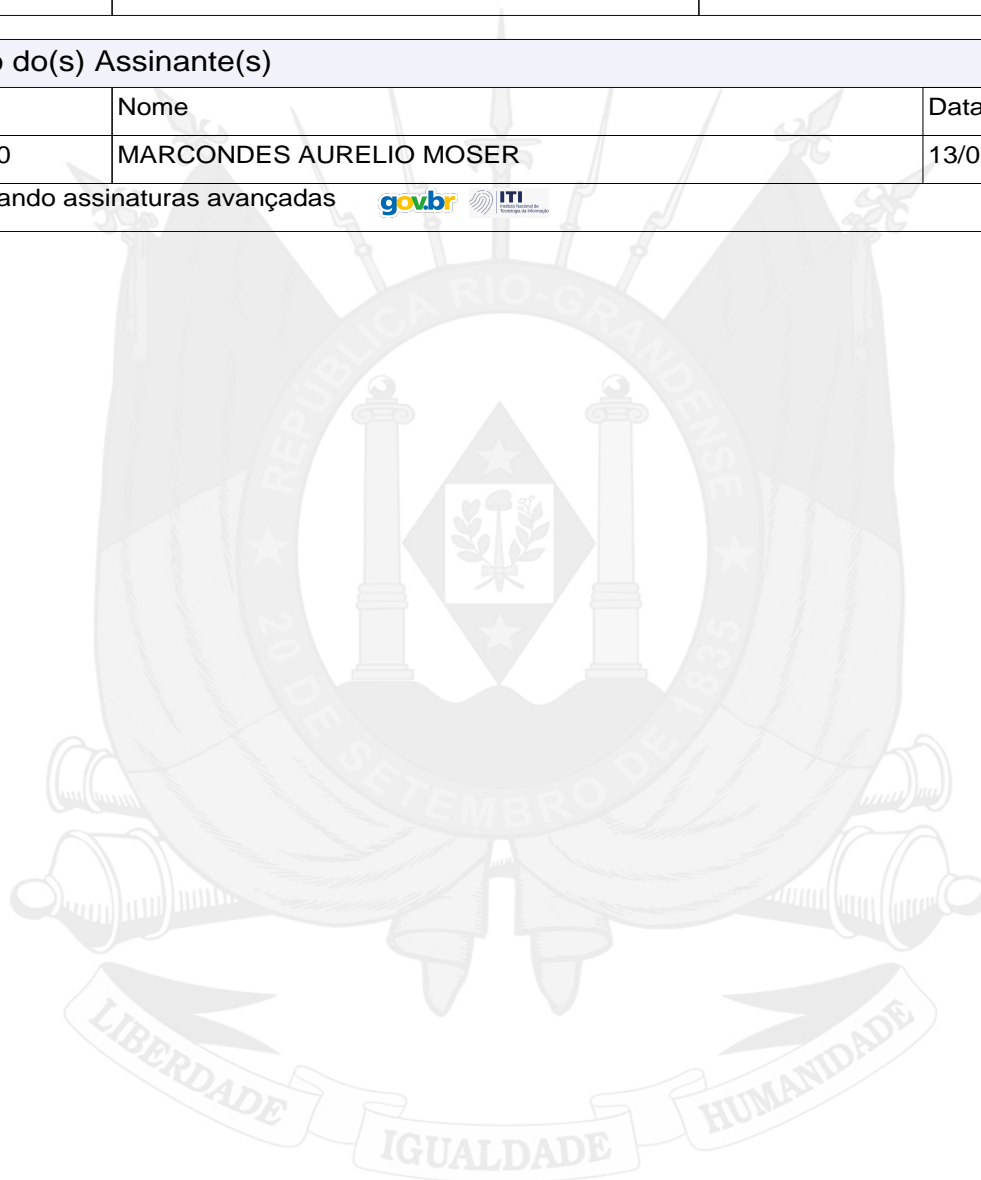 o do(s) Assinante(s)
Nome Data
0 MARCONDES AURELIO MOSER 13/0
ando assinaturas avançadas gov.br ITI
REPÚBLICA RIO-GRANDENSE
20 DE SETEMBRO DE 1835
LIBERDADE IGUALDADE HUMANIDADE